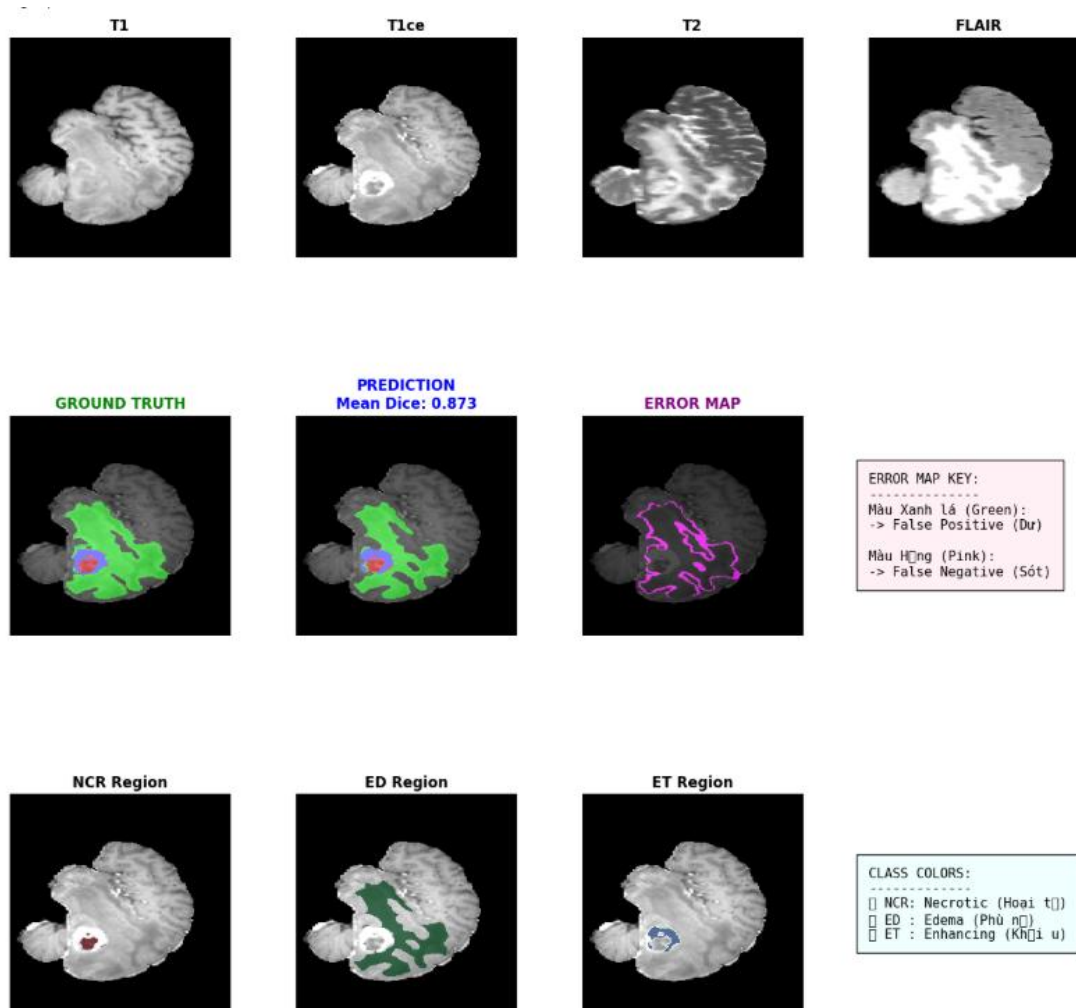 T1
T1ce
T2
FLAIR
GROUND TRUTH
PREDICTION
Mean Dice: 0.873
ERROR MAP
ERROR MAP KEY:
--------------
Màu Xanh lá (Green):
-> False Positive (Dư)
Màu H▯ng (Pink):
-> False Negative (Sót)
NCR Region
ED Region
ET Region
CLASS COLORS:
-------------
▯ NCR: Necrotic (Hoại t▯)
▯ ED : Edema (Phù n▯)
▯ ET : Enhancing (Kh▯i u)